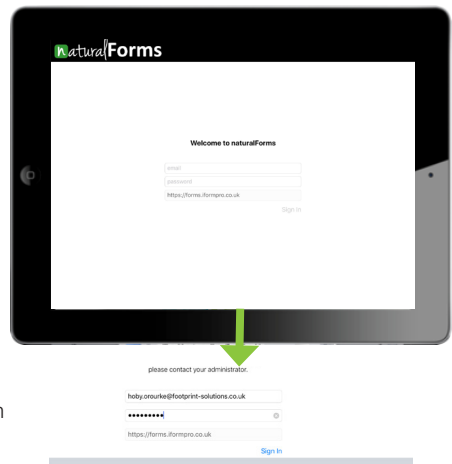 naturalForms
Welcome to naturalForms
email
password
https://forms.iformpro.co.uk
Sign In
please contact your administrator.
hoby.orourke@footprint-solutions.co.uk
•••••••••
https://forms.iformpro.co.uk
Sign In